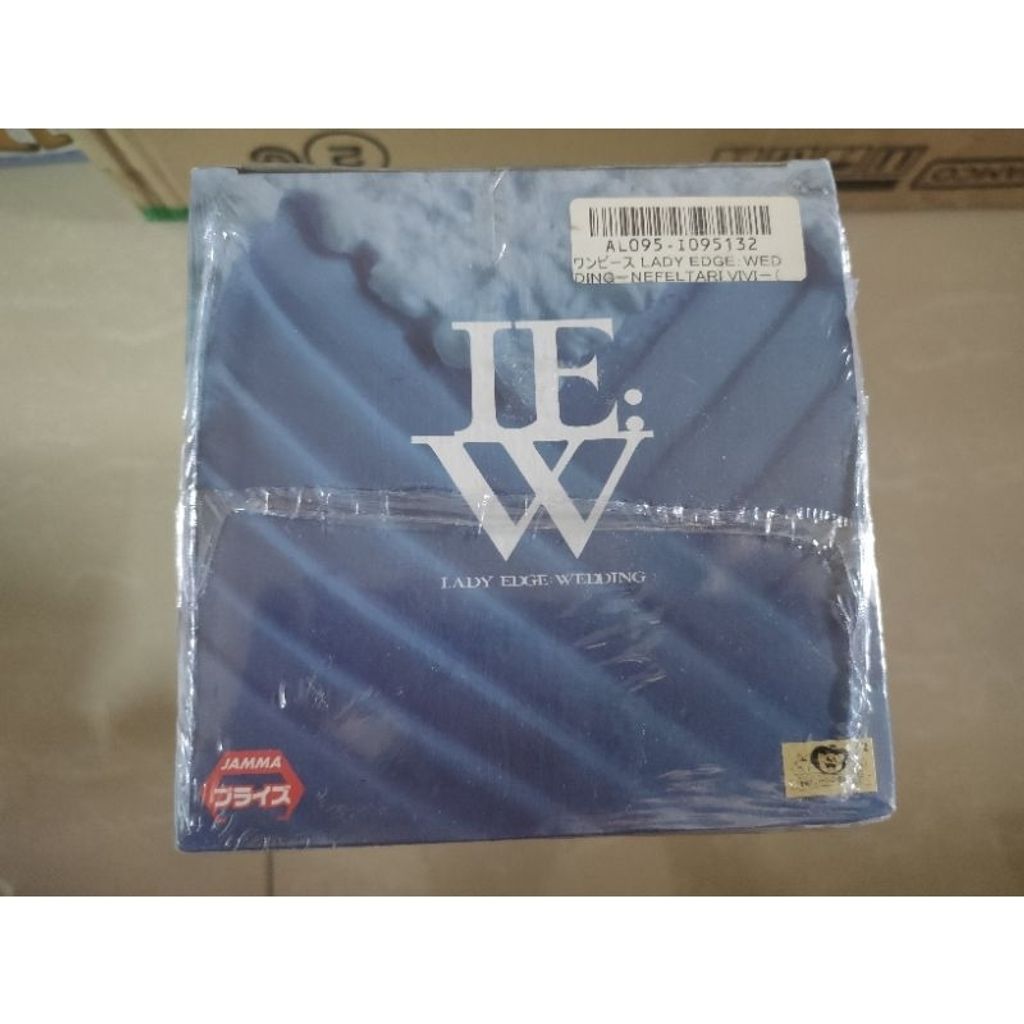 AL095-I095132
ワンピース LADY EDGE:WED
DING－NEFELTARI VIVI－(
LE:
W
LADY EDGE:WEDDING
JAMMA
プライズ